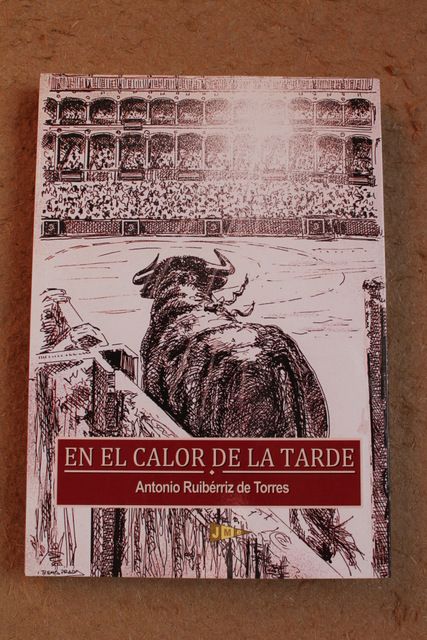 EN EL CALOR DE LA TARDE
Antonio Ruibérriz de Torres